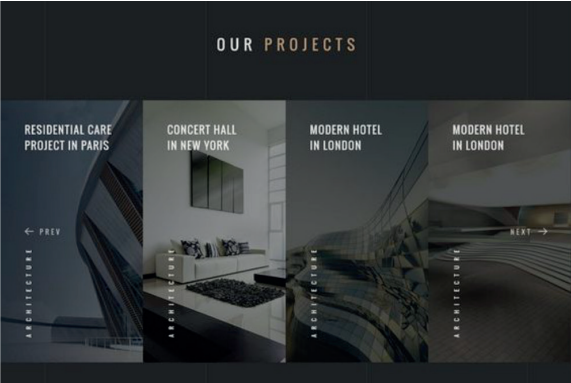 OUR PROJECTS
RESIDENTIAL CARE
PROJECT IN PARIS
CONCERT HALL
IN NEW YORK
MODERN HOTEL
IN LONDON
MODERN HOTEL
IN LONDON
← PREV
NEXT →
ARCHITECTURE
ARCHITECTURE
ARCHITECTURE
ARCHITECTURE